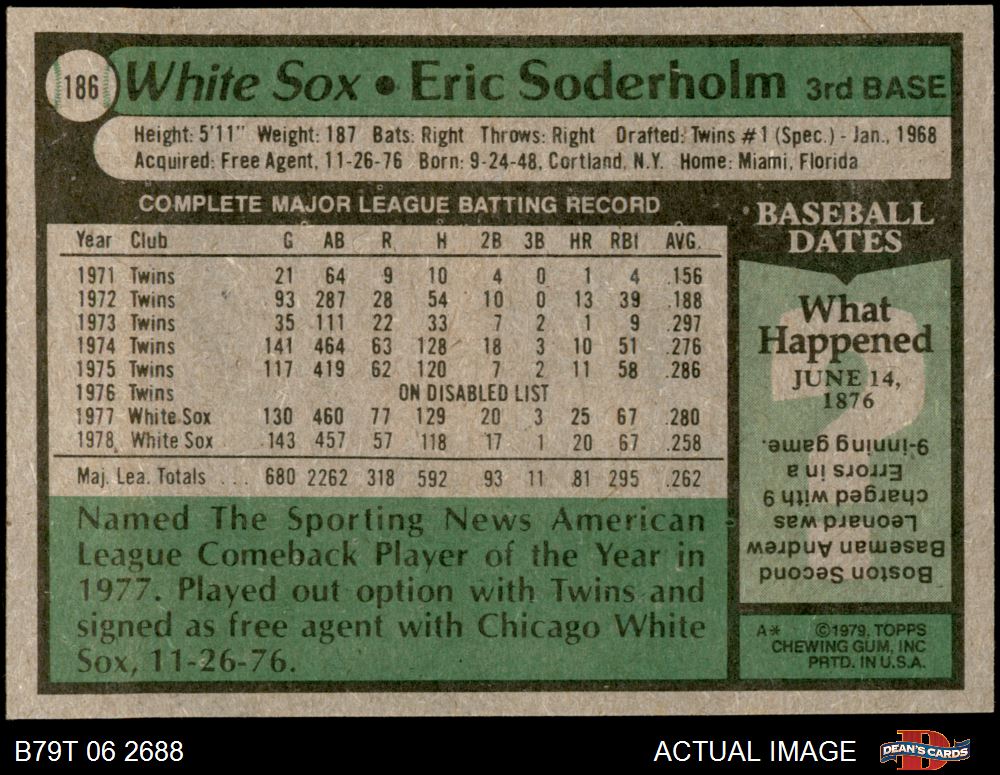 186 White Sox • Eric Soderholm 3rd BASE
Height: 5'11" Weight: 187 Bats: Right Throws: Right Drafted: Twins #1 (Spec.) - Jan., 1968
Acquired: Free Agent, 11-26-76 Born: 9-24-48, Cortland, N.Y. Home: Miami, Florida
COMPLETE MAJOR LEAGUE BATTING RECORD
Year Club G AB R H 2B 3B HR RBI AVG.
1971 Twins 21 64 9 10 4 0 1 4 .156
1972 Twins 93 287 28 54 10 0 13 39 .188
1973 Twins 35 111 22 33 7 2 1 9 .297
1974 Twins 141 464 63 128 18 3 10 51 .276
1975 Twins 117 419 62 120 7 2 11 58 .286
1976 Twins ON DISABLED LIST
1977 White Sox 130 460 77 129 20 3 25 67 .280
1978 White Sox 143 457 57 118 17 1 20 67 .258
Maj. Lea. Totals ... 680 2262 318 592 93 11 81 295 .262
Named The Sporting News American
League Comeback Player of the Year in
1977. Played out option with Twins and
signed as free agent with Chicago White
Sox, 11-26-76.
BASEBALL
DATES
What
Happened
JUNE 14,
1876
Boston Second
Baseman Andrew
Leonard was
charged with 9
Errors in a
9-inning game.
A* ©1979, TOPPS
CHEWING GUM, INC
PRTD. IN U.S.A.
B79T 06 2688
ACTUAL IMAGE
DEAN'S CARDS